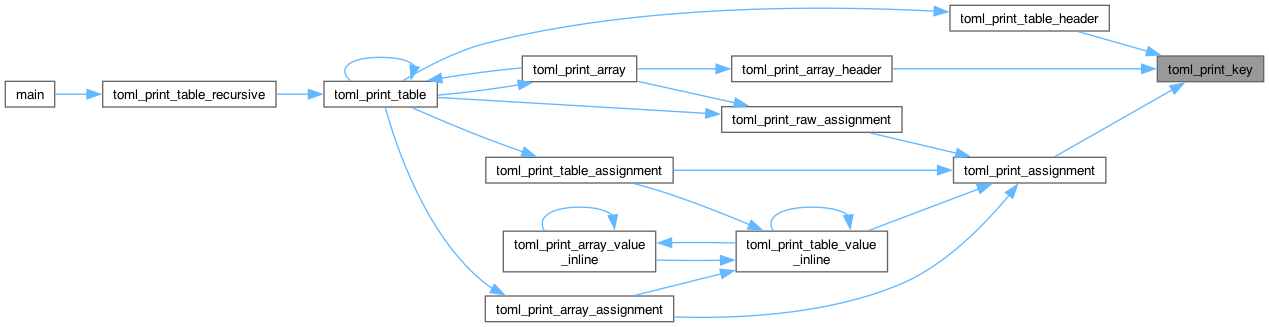 toml_print_table_header
main
toml_print_table_recursive
toml_print_table
toml_print_array
toml_print_array_header
toml_print_key
toml_print_raw_assignment
toml_print_table_assignment
toml_print_assignment
toml_print_array_value
_inline
toml_print_table_value
_inline
toml_print_array_assignment